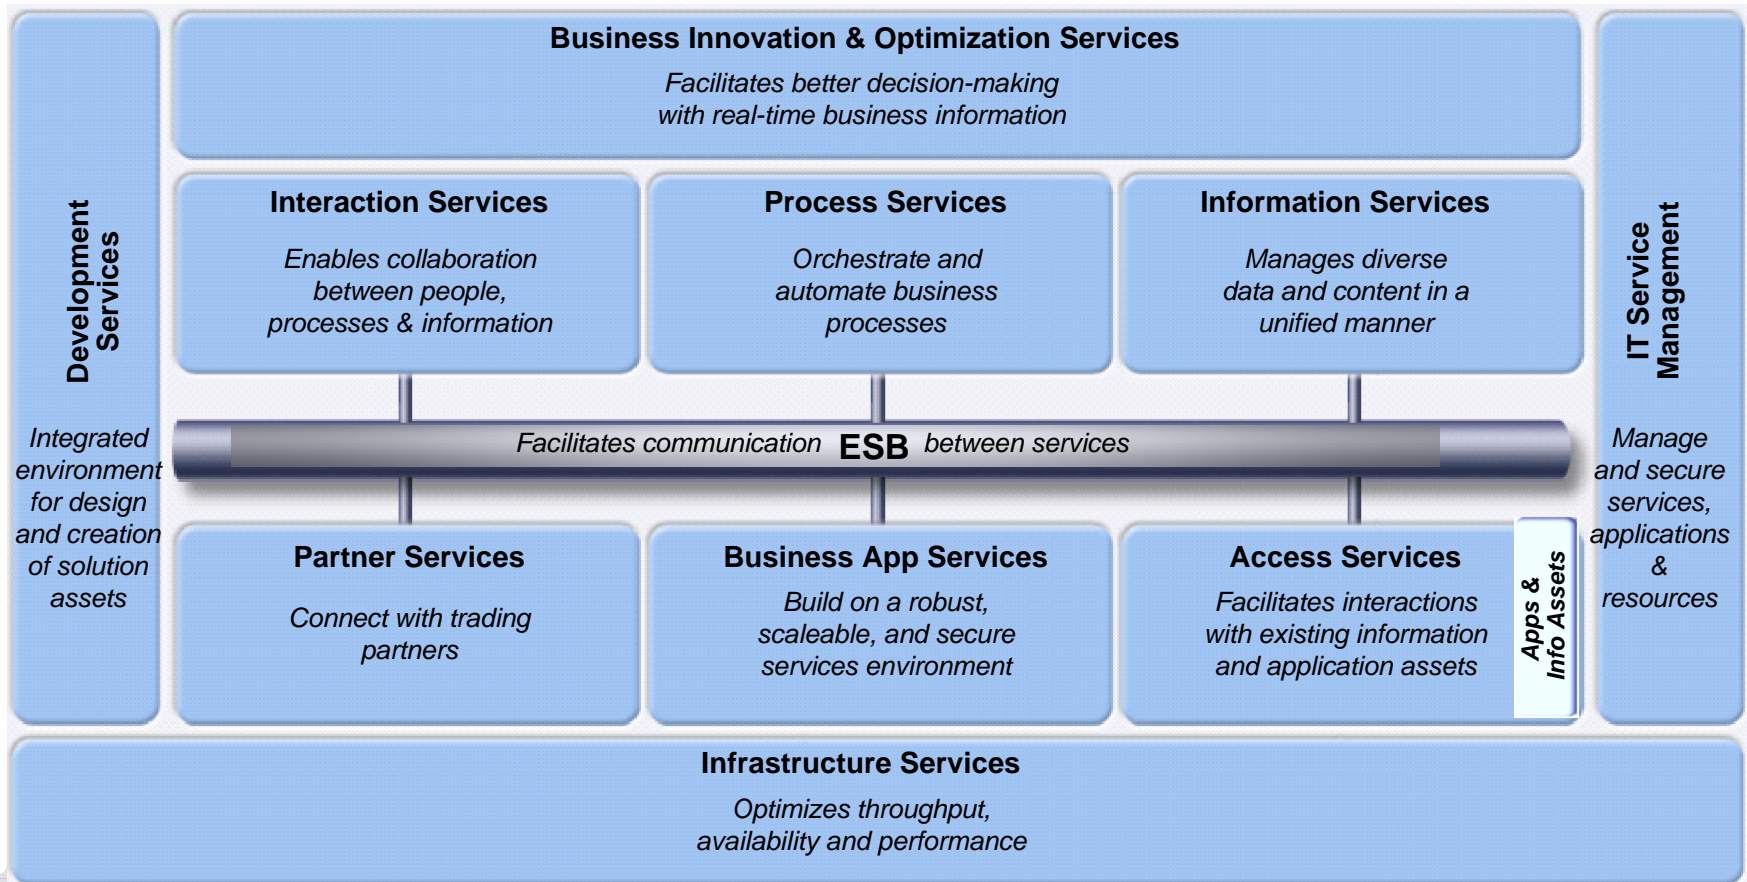 Business Innovation & Optimization Services
Facilitates better decision-making
with real-time business information
Development
Services
Integrated
environment
for design
and creation
of solution
assets
Interaction Services
Enables collaboration
between people,
processes & information
Process Services
Orchestrate and
automate business
processes
Information Services
Manages diverse
data and content in a
unified manner
IT Service
Management
Manage
and secure
services,
applications
&
resources
Facilitates communication ESB between services
Partner Services
Connect with trading
partners
Business App Services
Build on a robust,
scaleable, and secure
services environment
Access Services
Facilitates interactions
with existing information
and application assets
Apps &
Info Assets
Infrastructure Services
Optimizes throughput,
availability and performance